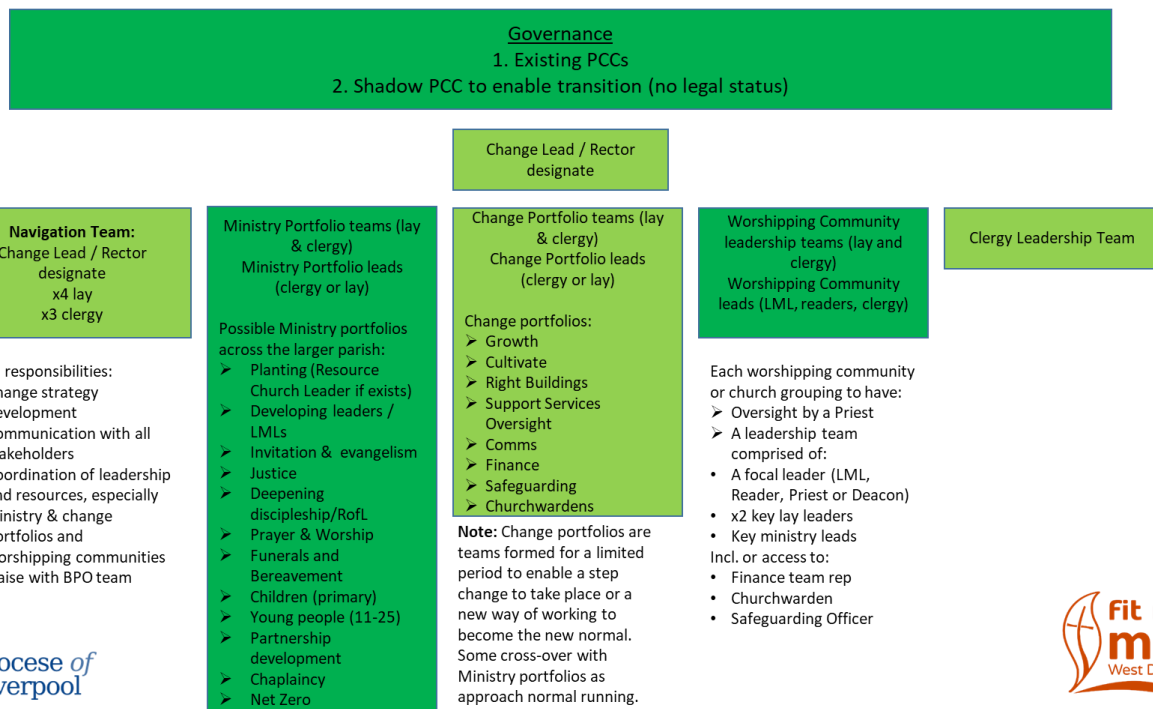 Governance
1. Existing PCCs
2. Shadow PCC to enable transition (no legal status)
Change Lead / Rector
designate
Navigation Team:
Change Lead / Rector
designate
x4 lay
x3 clergy
responsibilities:
hange strategy
evelopment
ommunication with all
akeholders
oordination of leadership
nd resources, especially
inistry & change
ortfolios and
orshipping communities
aise with BPO team
Ministry Portfolio teams (lay
& clergy)
Ministry Portfolio leads
(clergy or lay)
Possible Ministry portfolios
across the larger parish:
➢ Planting (Resource
Church Leader if exists)
➢ Developing leaders /
LMLs
➢ Invitation & evangelism
➢ Justice
➢ Deepening
discipleship/RofL
➢ Prayer & Worship
➢ Funerals and
Bereavement
➢ Children (primary)
➢ Young people (11-25)
➢ Partnership
development
➢ Chaplaincy
➢ Net Zero
Change Portfolio teams (lay
& clergy)
Change Portfolio leads
(clergy or lay)
Change portfolios:
➢ Growth
➢ Cultivate
➢ Right Buildings
➢ Support Services
Oversight
➢ Comms
➢ Finance
➢ Safeguarding
➢ Churchwardens
Note: Change portfolios are
teams formed for a limited
period to enable a step
change to take place or a
new way of working to
become the new normal.
Some cross-over with
Ministry portfolios as
approach normal running.
Worshipping Community
leadership teams (lay and
clergy)
Worshipping Community
leads (LML, readers, clergy)
Each worshipping community
or church grouping to have:
➢ Oversight by a Priest
➢ A leadership team
comprised of:
• A focal leader (LML,
Reader, Priest or Deacon)
• x2 key lay leaders
• Key ministry leads
Incl. or access to:
• Finance team rep
• Churchwarden
• Safeguarding Officer
Clergy Leadership Team
ocese of
verpool
fit
m
West D